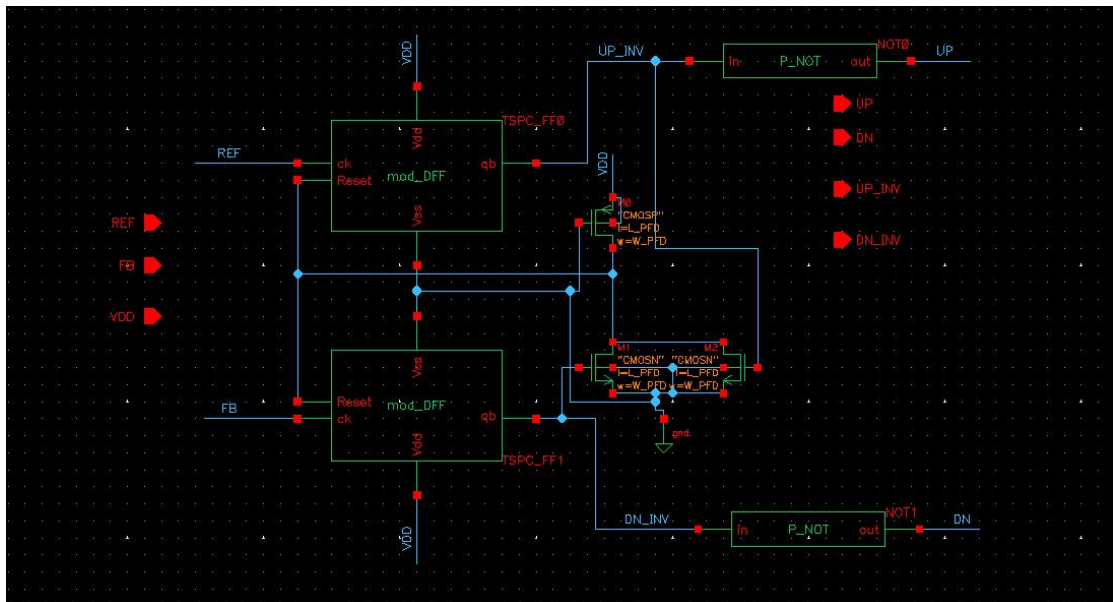 VDD
UP_INV
NOT0
in P_NOT out
UP
UP
DN
UP_INV
DN_INV
TSPC_FF0
Vdd
REF
ck
mod_DFF
qb
Reset
Vss
VDD
M0
"CMOSP"
l=L_PFD
w=W_PFD
REF
FB
VDD
M1
"CMOSN"
l=L_PFD
w=W_PFD
M2
"CMOSN"
l=L_PFD
w=W_PFD
gnd
Vss
Reset
mod_DFF
qb
FB
ck
Vdd
TSPC_FF1
VDD
DN_INV
NOT1
in P_NOT out
DN